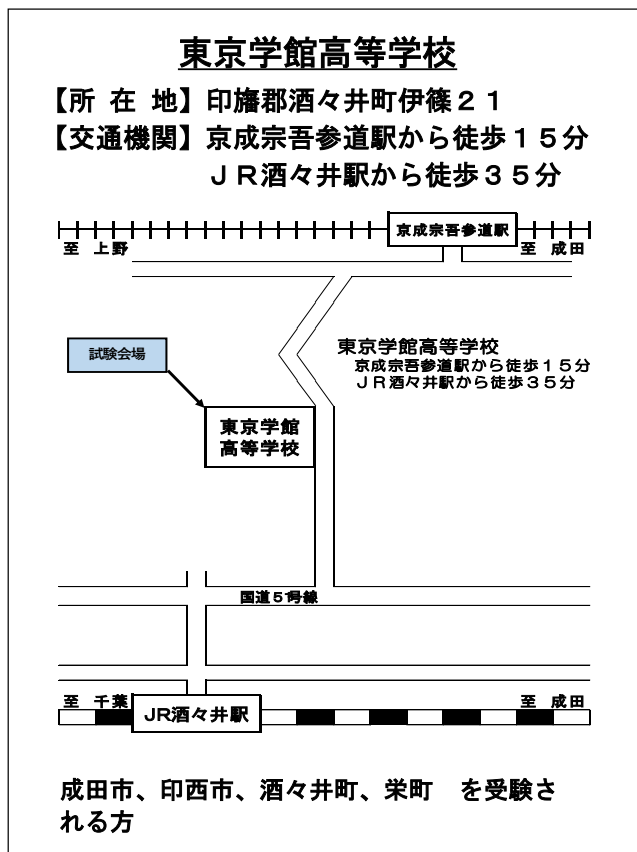 東京学館高等学校
【所 在 地】印旛郡酒々井町伊篠２１
【交通機関】京成宗吾参道駅から徒歩１５分
ＪＲ酒々井駅から徒歩３５分
京成宗吾参道駅
至 上野
至 成田
試験会場
東京学館高等学校
京成宗吾参道駅から徒歩１５分
ＪＲ酒々井駅から徒歩３５分
東京学館
高等学校
国道５１号線
至 千葉
至 成田
JR酒々井駅
成田市、印西市、酒々井町、栄町　を受験さ
れる方